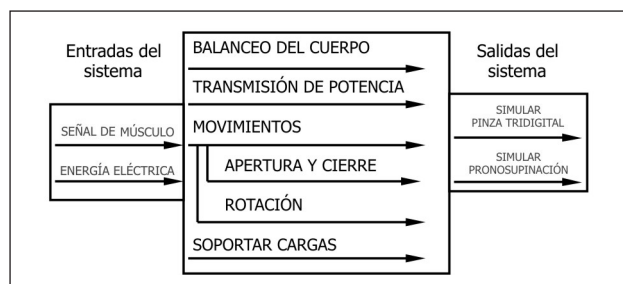 Entradas del
sistema
SEÑAL DE MÚSCULO
ENERGÍA ELÉCTRICA
BALANCEO DEL CUERPO
TRANSMISIÓN DE POTENCIA
MOVIMIENTOS
APERTURA Y CIERRE
ROTACIÓN
SOPORTAR CARGAS
Salidas del
sistema
SIMULAR
PINZA TRIDIGITAL
SIMULAR
PRONOSUPINACIÓN